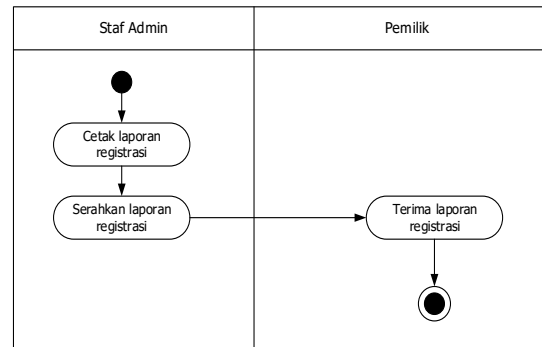 Staf Admin
Pemilik
Cetak laporan
registrasi
Serahkan laporan
registrasi
Terima laporan
registrasi